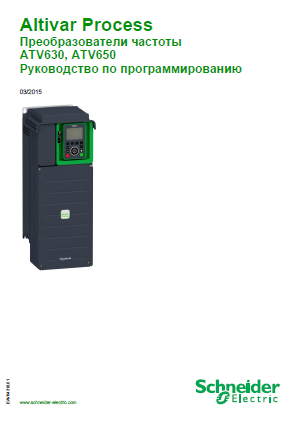 Altivar Process
Преобразователи частоты
ATV630, ATV650
Руководство по программированию
03/2015
www.schneider-electric.com
Schneider
Electric